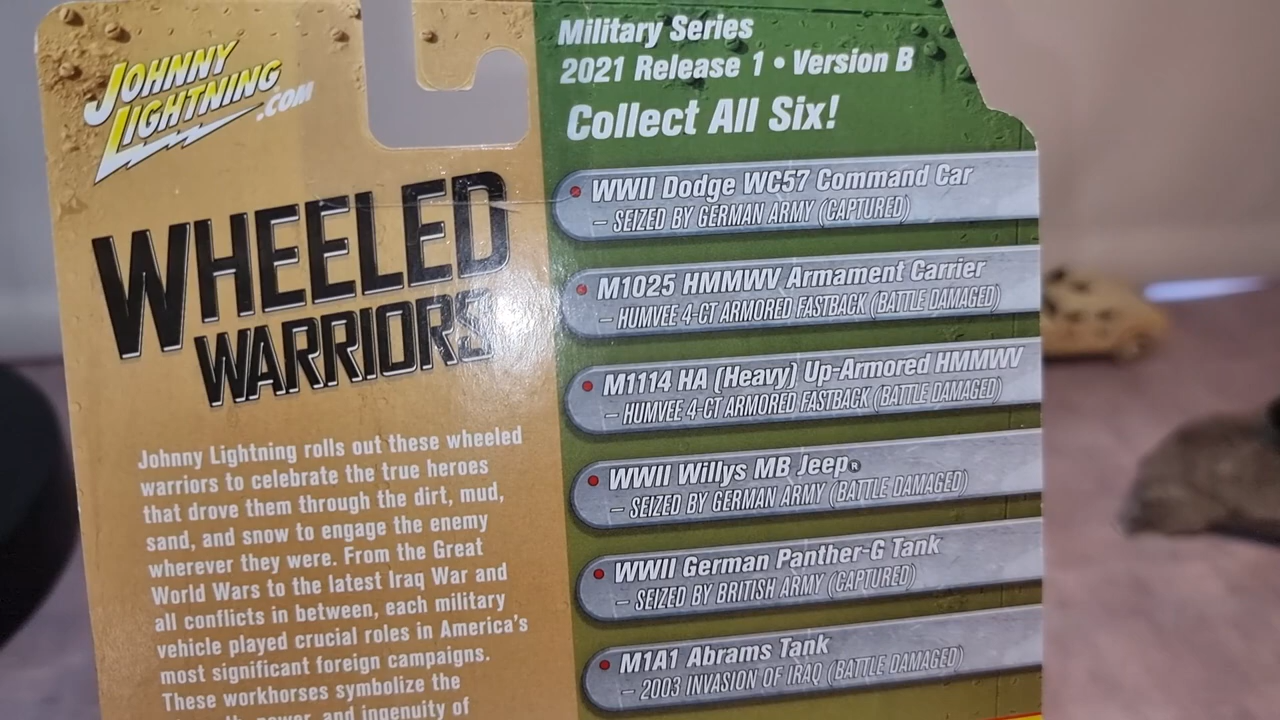 JOHNNY
LIGHTNING
.COM
WHEELED
WARRIORS
Johnny Lightning rolls out these wheeled
warriors to celebrate the true heroes
that drove them through the dirt, mud,
sand, and snow to engage the enemy
wherever they were. From the Great
World Wars to the latest Iraq War and
all conflicts in between, each military
vehicle played crucial roles in America's
most significant foreign campaigns.
These workhorses symbolize the
and ingenuity of
Military Series
2021 Release 1 • Version B
Collect All Six!
WWII Dodge WC57 Command Car
– SEIZED BY GERMAN ARMY (CAPTURED)
M1025 HMMWV Armament Carrier
– HUMVEE 4-CT ARMORED FASTBACK (BATTLE DAMAGED)
M1114 HA (Heavy) Up-Armored HMMWV
– HUMVEE 4-CT ARMORED FASTBACK (BATTLE DAMAGED)
WWII Willys MB Jeep®
– SEIZED BY GERMAN ARMY (BATTLE DAMAGED)
WWII German Panther-G Tank
– SEIZED BY BRITISH ARMY (CAPTURED)
M1A1 Abrams Tank
– 2003 INVASION OF IRAQ (BATTLE DAMAGED)